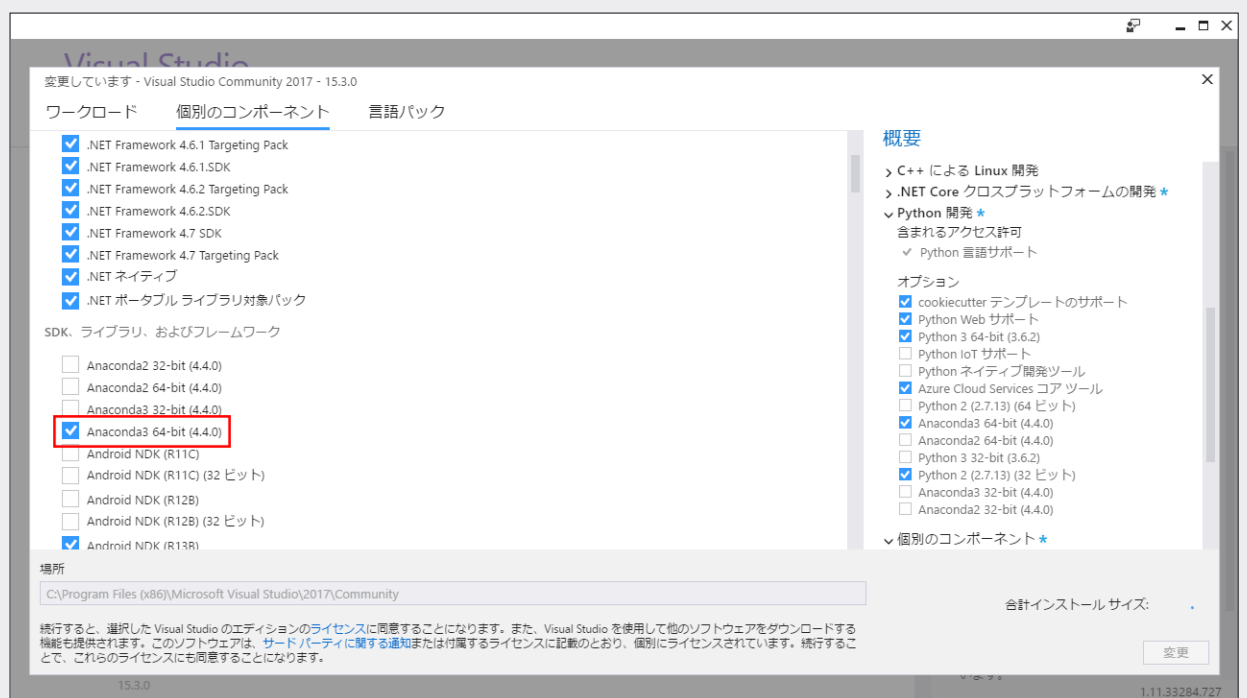 Visual Studio
変更しています - Visual Studio Community 2017 - 15.3.0
ワークロード 個別のコンポーネント 言語パック
.NET Framework 4.6.1 Targeting Pack
.NET Framework 4.6.1.SDK
.NET Framework 4.6.2 Targeting Pack
.NET Framework 4.6.2.SDK
.NET Framework 4.7 SDK
.NET Framework 4.7 Targeting Pack
.NET ネイティブ
.NET ポータブル ライブラリ対象パック
SDK、ライブラリ、およびフレームワーク
Anaconda2 32-bit (4.4.0)
Anaconda2 64-bit (4.4.0)
Anaconda3 32-bit (4.4.0)
Anaconda3 64-bit (4.4.0)
Android NDK (R11C)
Android NDK (R11C) (32 ビット)
Android NDK (R12B)
Android NDK (R12B) (32 ビット)
Android NDK (R13B)
概要
C++ による Linux 開発
.NET Core クロスプラットフォームの開発 *
Python 開発 *
含まれるアクセス許可
Python 言語サポート
オプション
cookiecutter テンプレートのサポート
Python Web サポート
Python 3 64-bit (3.6.2)
Python IoT サポート
Python ネイティブ開発ツール
Azure Cloud Services コア ツール
Python 2 (2.7.13) (64 ビット)
Anaconda3 64-bit (4.4.0)
Anaconda2 64-bit (4.4.0)
Python 3 32-bit (3.6.2)
Python 2 (2.7.13) (32 ビット)
Anaconda3 32-bit (4.4.0)
Anaconda2 32-bit (4.4.0)
個別のコンポーネント *
場所
C:\Program Files (x86)\Microsoft Visual Studio\2017\Community
合計インストール サイズ:
続行すると、選択した Visual Studio のエディションのライセンスに同意することになります。また、Visual Studio を使用して他のソフトウェアをダウンロードする
機能も提供されます。このソフトウェアは、サード パーティに関する通知または付属するライセンスに記載のとおり、個別にライセンスされています。続行するこ
とで、これらのライセンスにも同意することになります。
変更
15.3.0
います。
1.11.33284.727